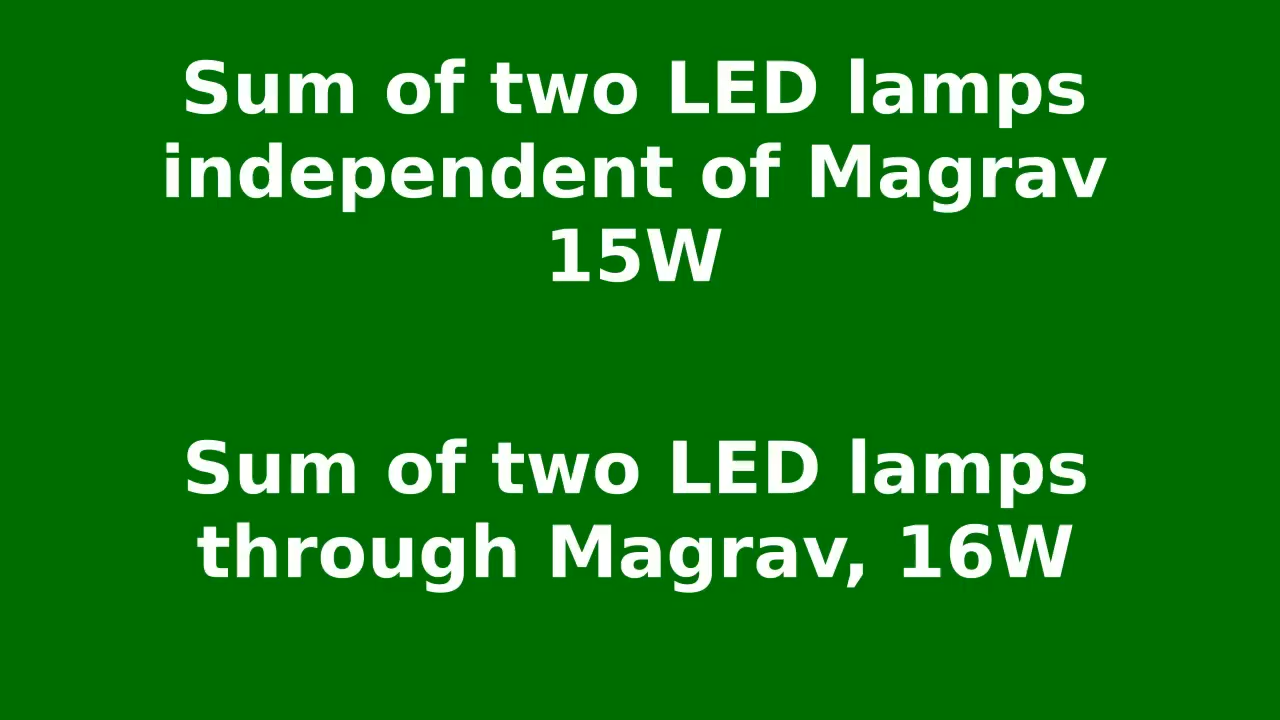 Sum of two LED lamps
independent of Magrav
15W
Sum of two LED lamps
through Magrav, 16W